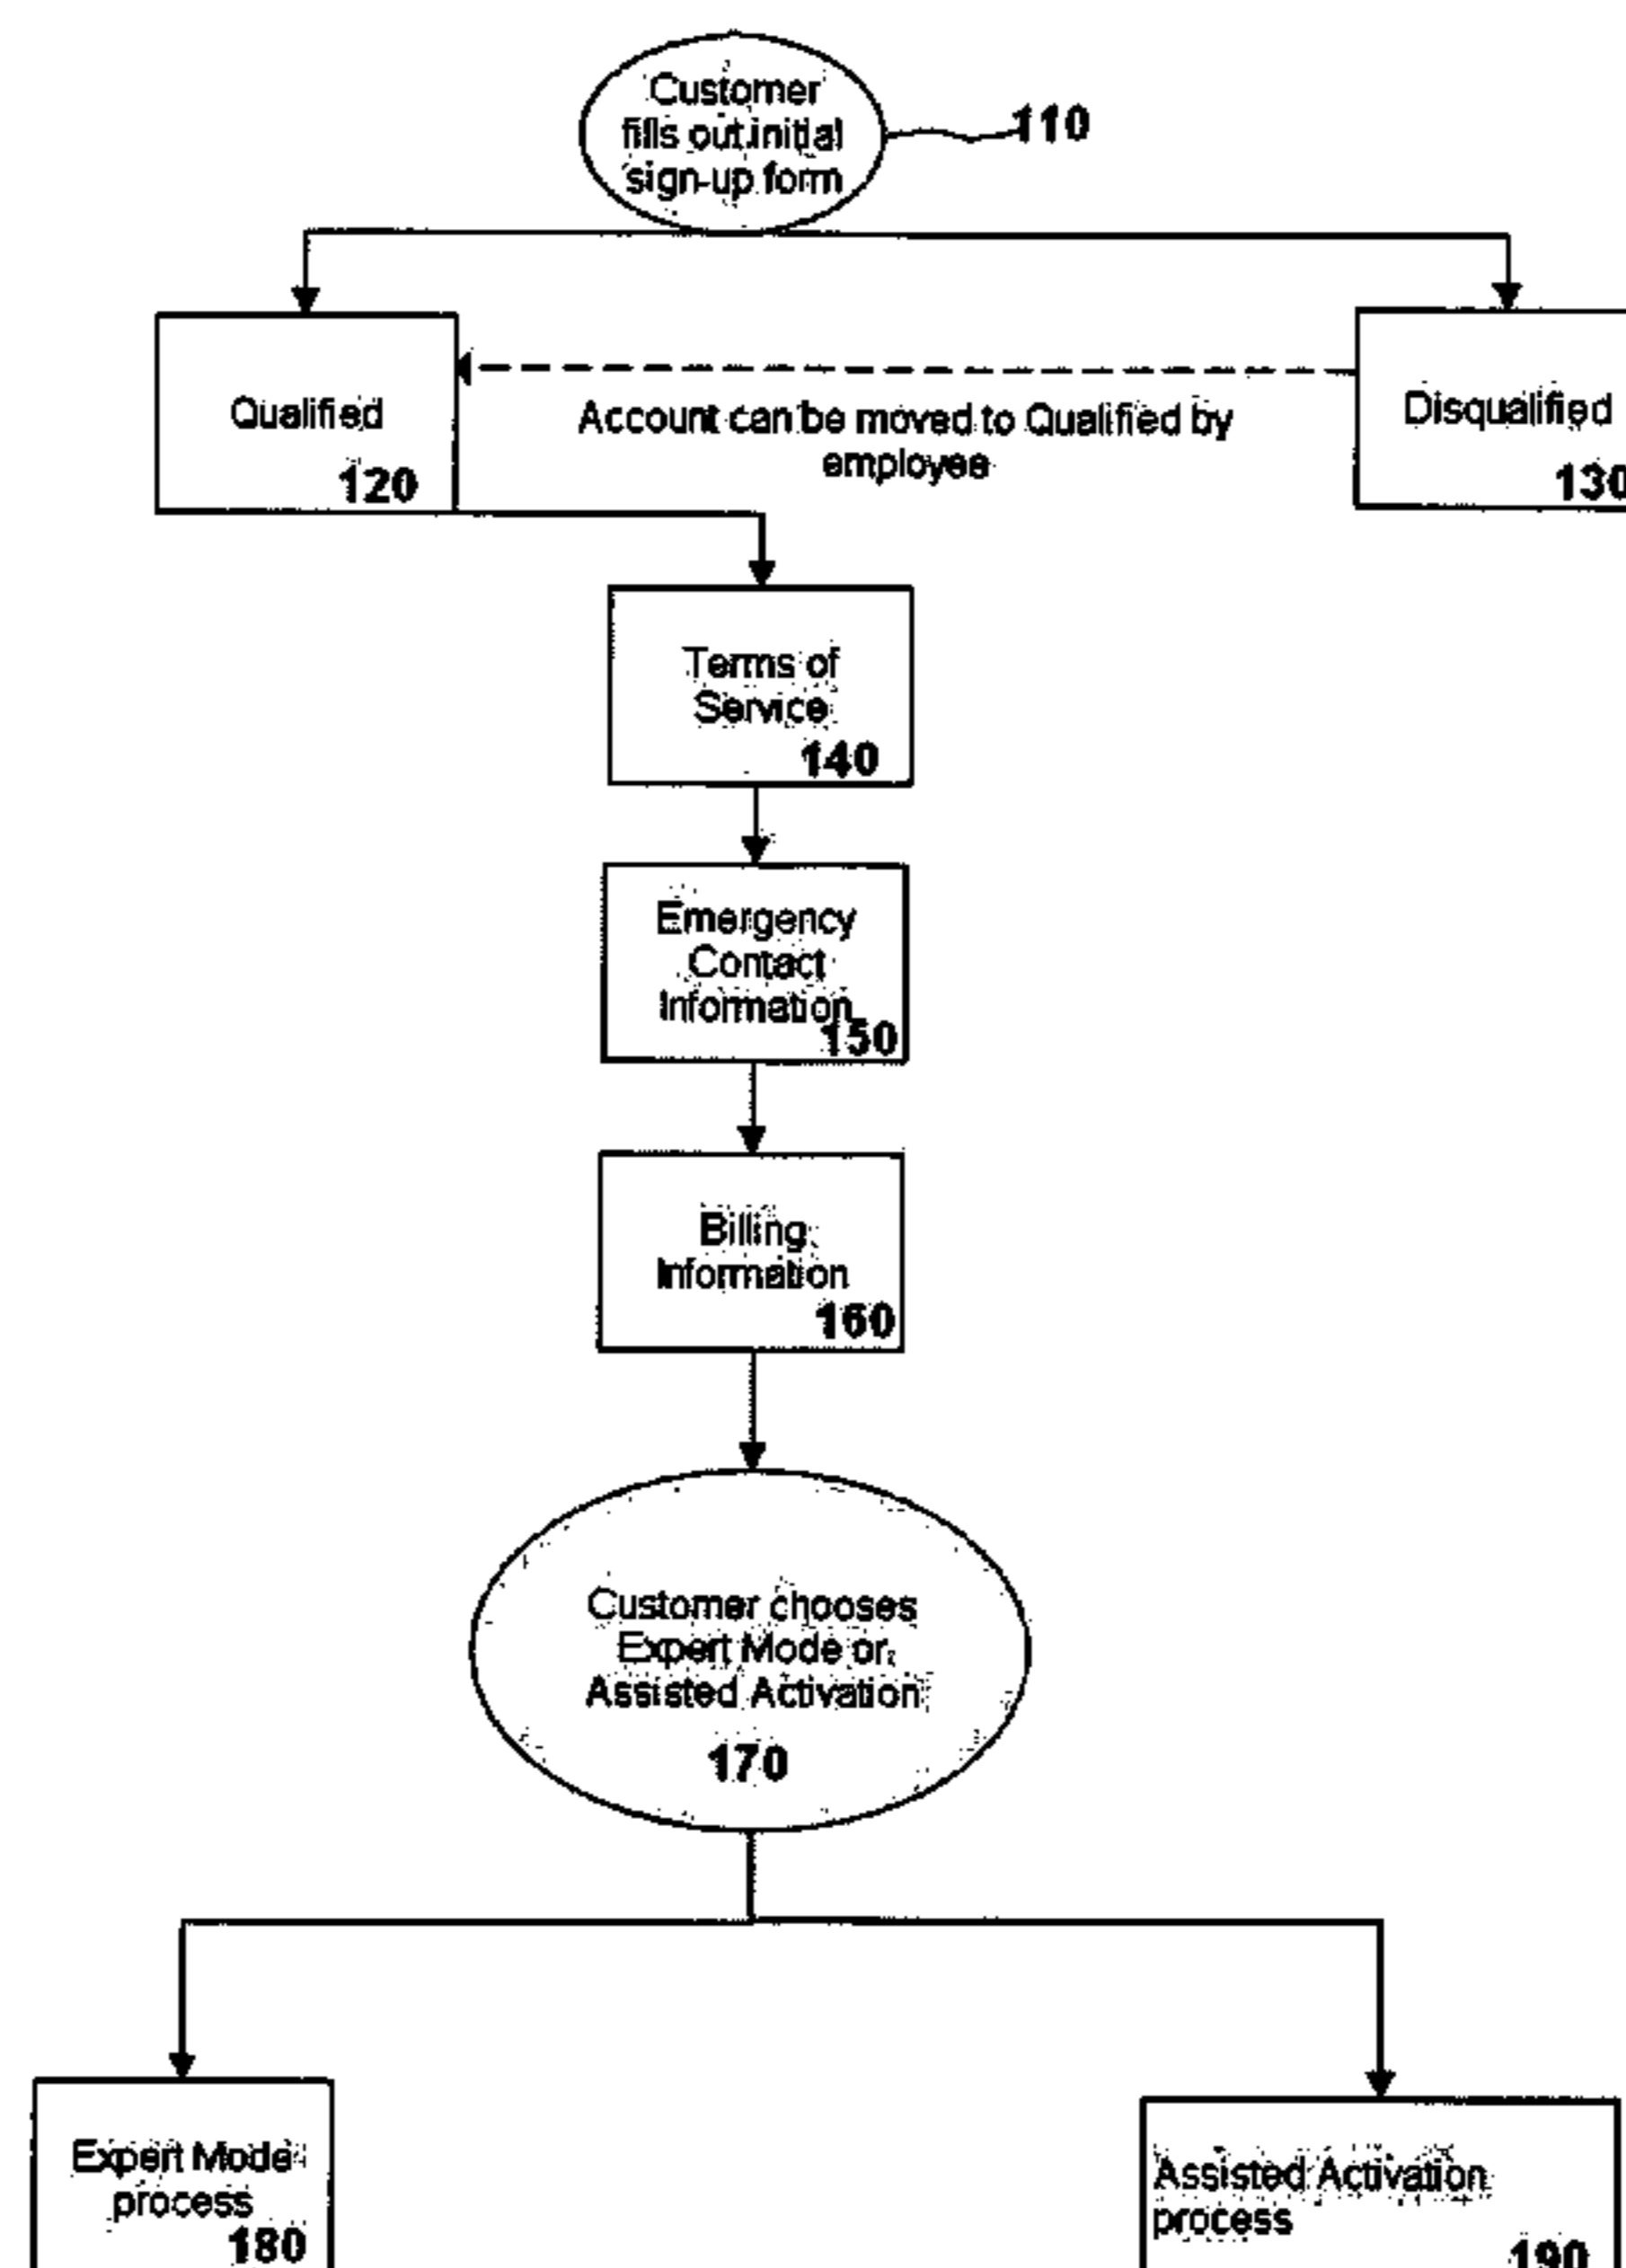 Customer
fills out initial
sign-up form
110
Qualified
120
Account can be moved to Qualified by
employee
Disqualified
130
Terms of
Service
140
Emergency
Contact
Information
150
Billing
Information
160
Customer chooses
Expert Mode or
Assisted Activation
170
Expert Mode
process
180
Assisted Activation
process
190